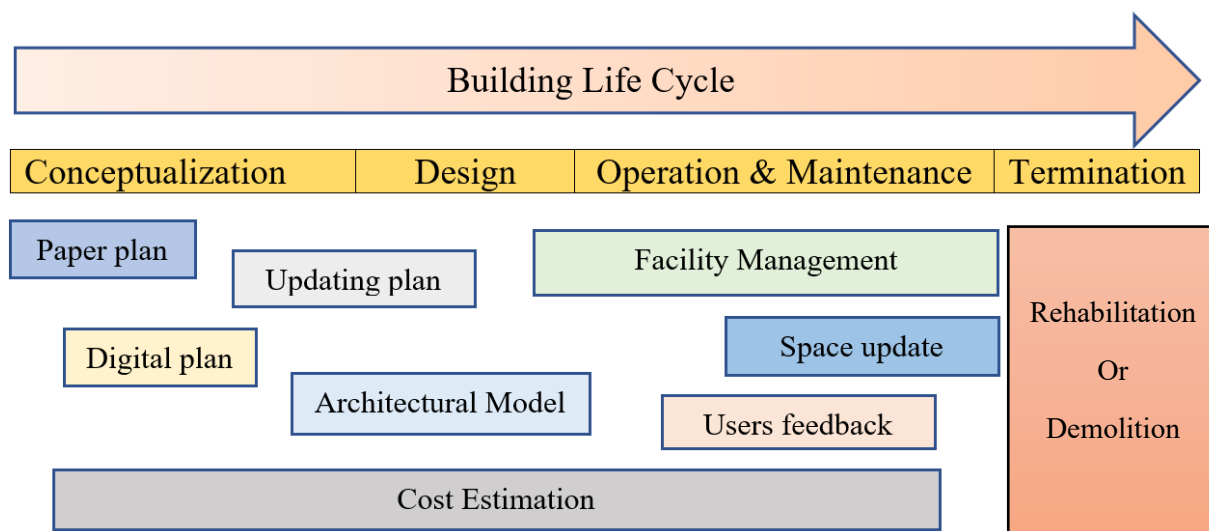 Building Life Cycle
Conceptualization
Design
Operation & Maintenance
Termination
Paper plan
Updating plan
Facility Management
Digital plan
Space update
Architectural Model
Users feedback
Cost Estimation
Rehabilitation
Or
Demolition